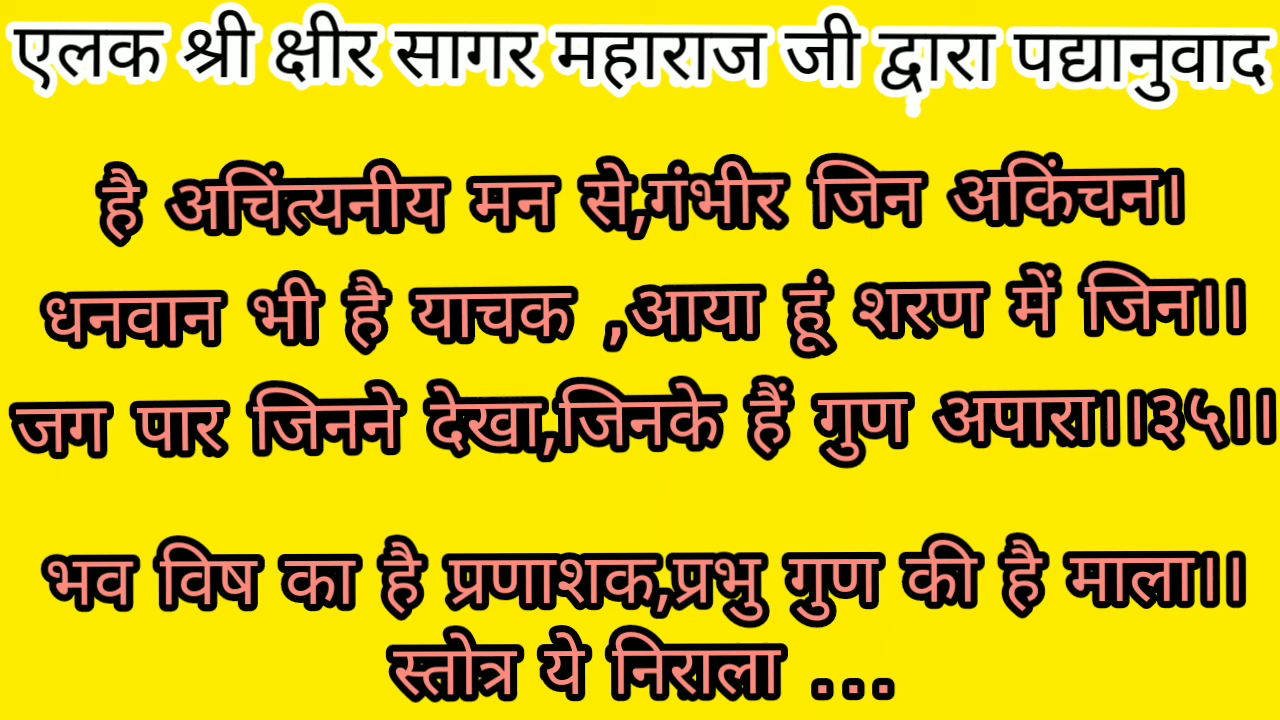 एलक श्री क्षीर सागर महाराज जी द्वारा पद्यानुवाद
है अचिंत्यनीय मन से,गंभीर जिन अकिंचन।
धनवान भी है याचक ,आया हूं शरण में जिन।।
जग पार जिनने देखा,जिनके हैं गुण अपारा।।३५।।
भव विष का है प्रणाशक,प्रभु गुण की है माला।।
स्तोत्र ये निराला ...